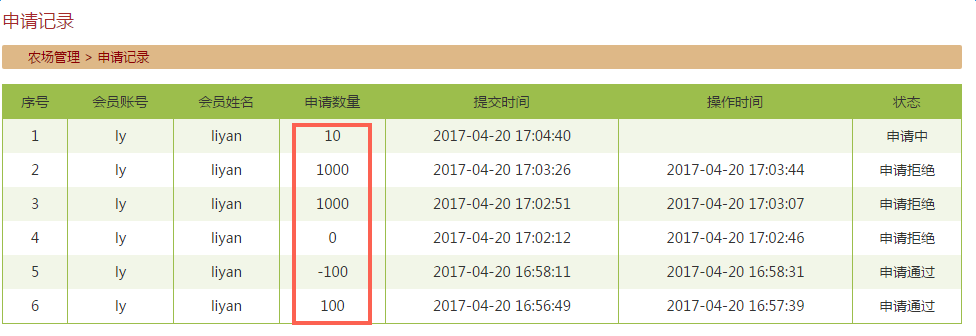 申请记录
农场管理 > 申请记录
序号 会员账号 会员姓名 申请数量 提交时间 操作时间 状态
1 ly liyan 10 2017-04-20 17:04:40 申请中
2 ly liyan 1000 2017-04-20 17:03:26 2017-04-20 17:03:44 申请拒绝
3 ly liyan 1000 2017-04-20 17:02:51 2017-04-20 17:03:07 申请拒绝
4 ly liyan 0 2017-04-20 17:02:12 2017-04-20 17:02:46 申请拒绝
5 ly liyan -100 2017-04-20 16:58:11 2017-04-20 16:58:31 申请通过
6 ly liyan 100 2017-04-20 16:56:49 2017-04-20 16:57:39 申请通过